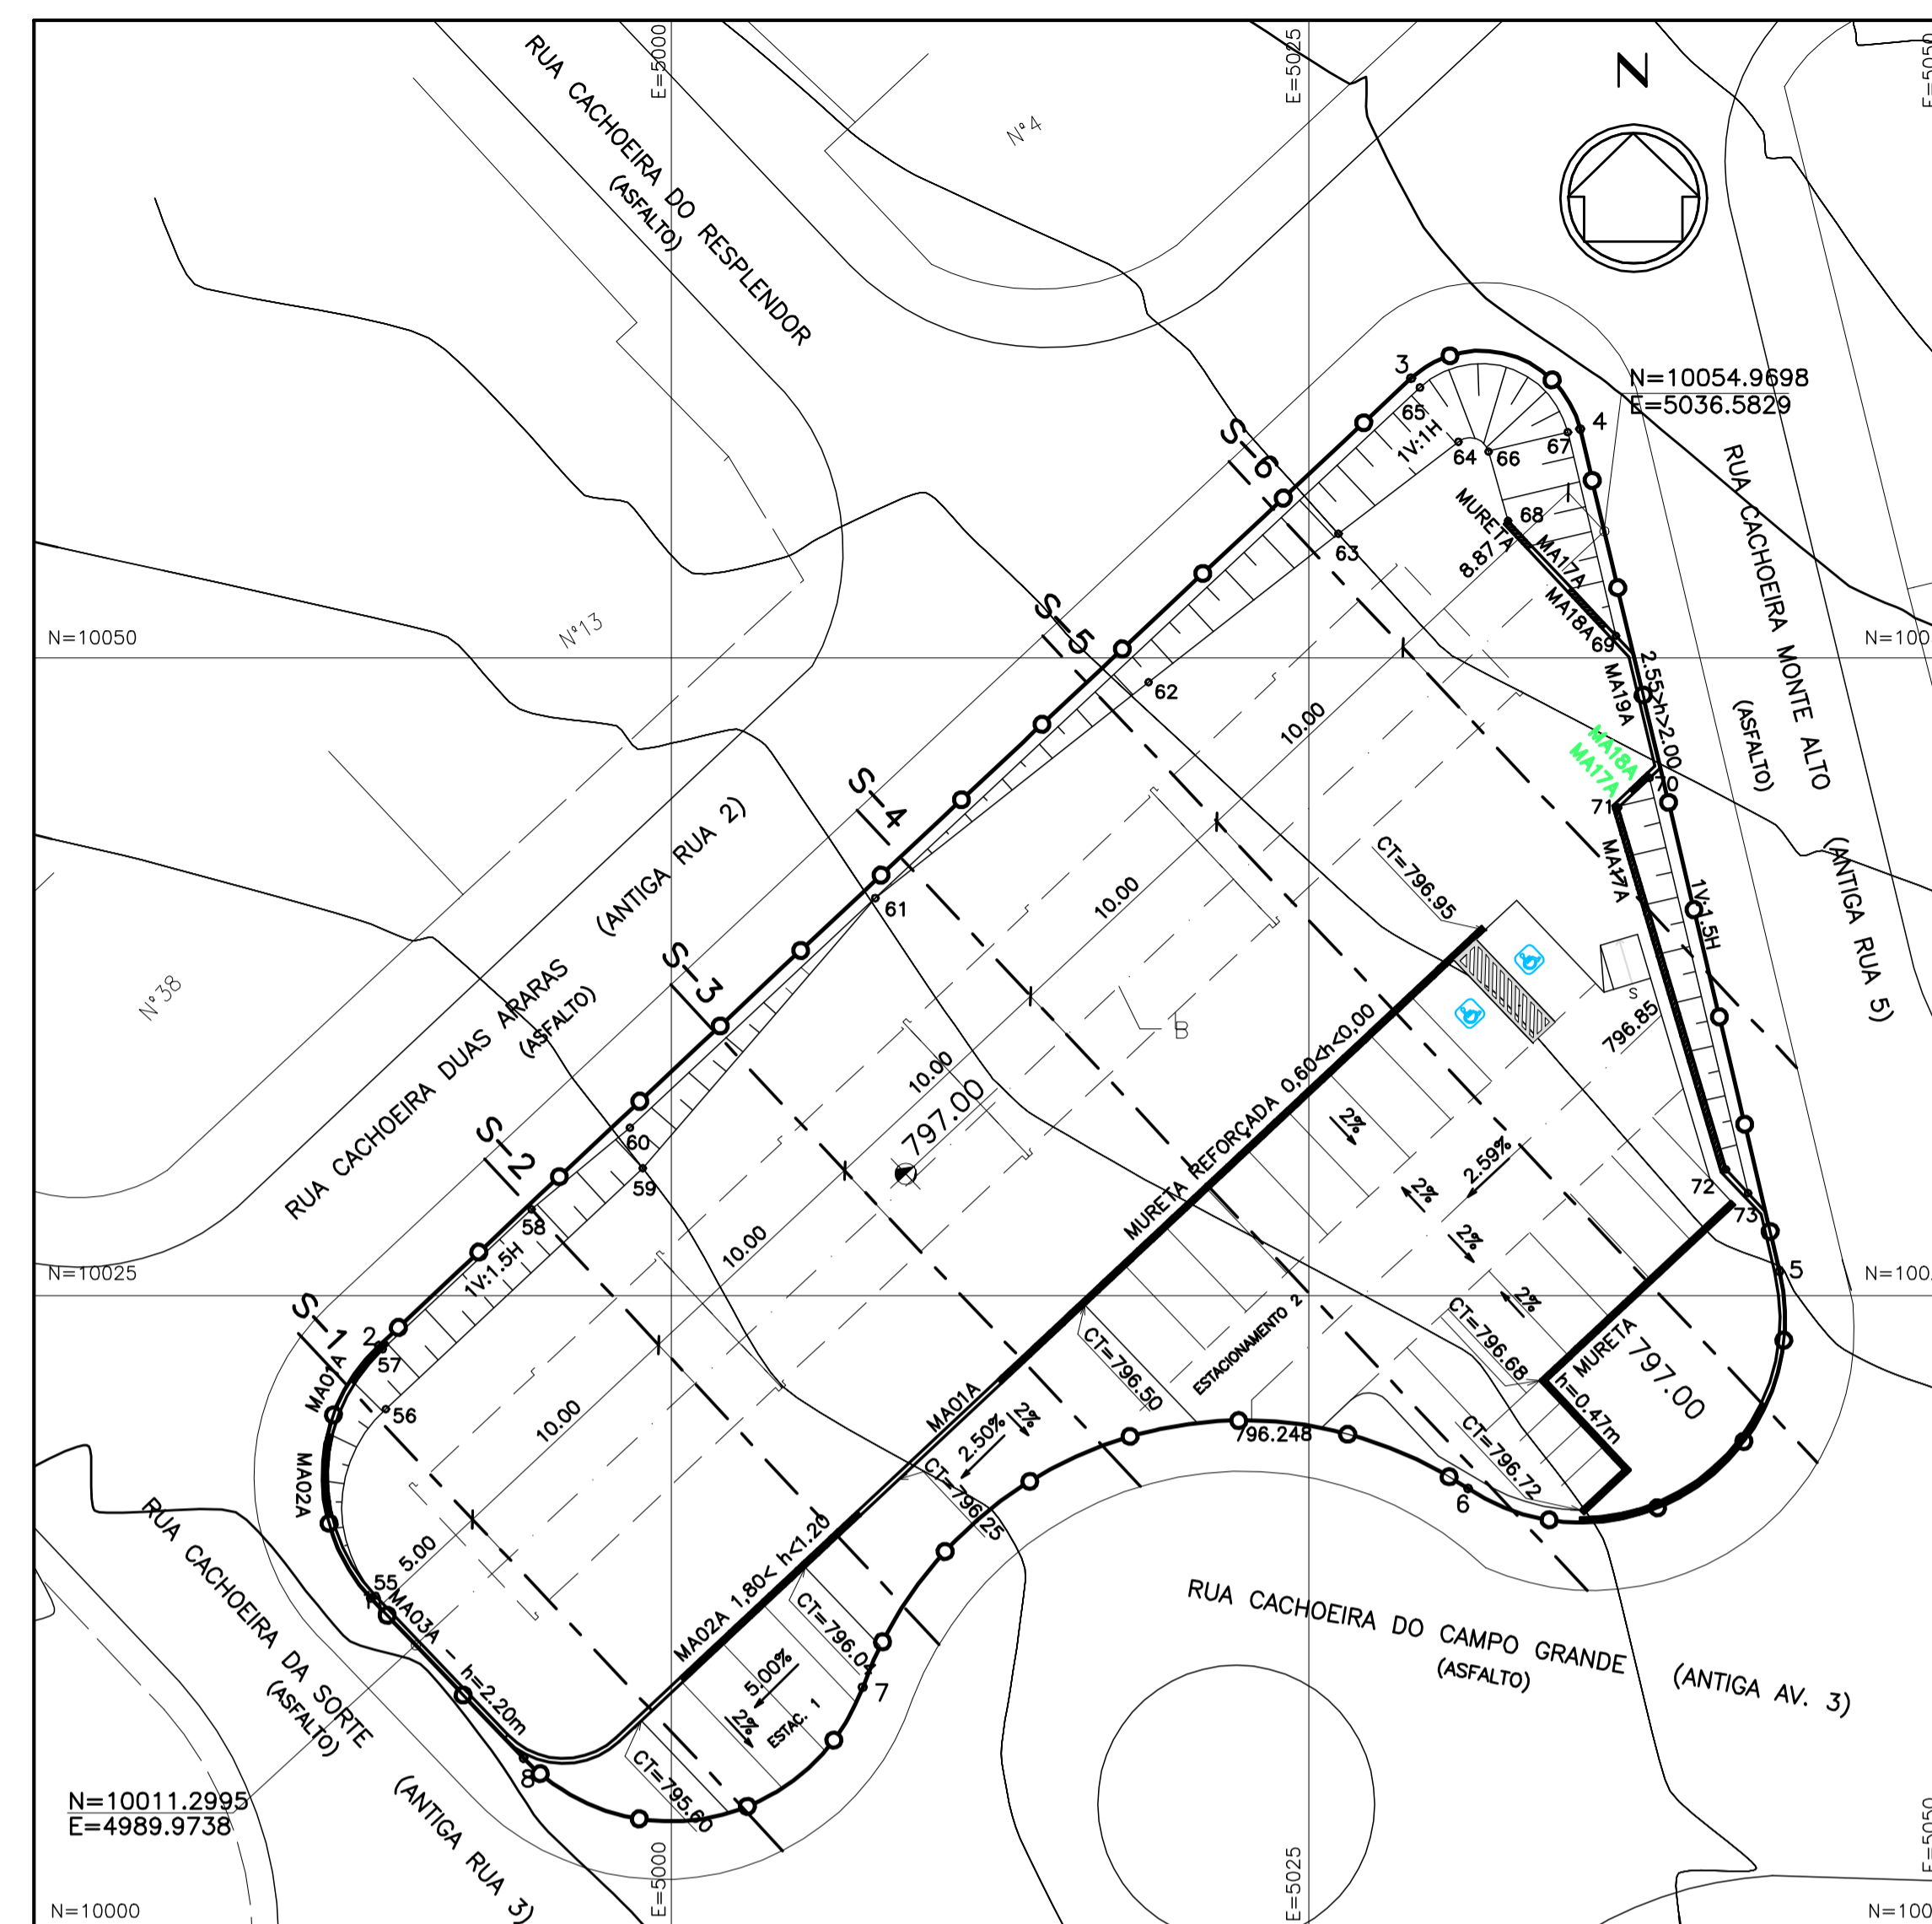 E=5000
E=5025
E=5050
N
RUA CACHOEIRA DO RESPLENDOR
(ASFALTO)
N°4
3
65
1V:1H
64
66
67
4
N=10054.9698
E=5036.5829
S-6
63
68
MURETA
8.87
MA17A
MA18A
69
RUA CACHOEIRA MONTE ALTO
(ASFALTO)
(ANTIGA RUA 5)
N=10050
N°13
S-5
62
10.00
MA19A
2.55>h>2.00
MA18A
MA17A
70
71
MA17A
S-4
61
10.00
CT=796.95
1V:1.5H
RUA CACHOEIRA DUAS ARARAS
(ANTIGA RUA 2)
(ASFALTO)
N°38
S-3
B
S
796.85
60
59
10.00
797.00
MURETA REFORÇADA 0,60<h<0,00
2%
2.59%
2%
2%
2%
72
73
5
S-2
58
1V:1.5H
10.00
N=10025
S-1
2
57
MA01A
56
10.00
CT=796.50
ESTACIONAMENTO 2
CT=796.68
MURETA
797.00
h=0.47m
MA01A
2%
2.50%
CT=796.25
796.248
CT=796.72
6
MA02A
5.00
55
1
MA03A - h=2.20m
MA02A 1,80< h<1.20
CT=796.04
5.00%
2%
ESTAC. 1
7
RUA CACHOEIRA DO CAMPO GRANDE
(ASFALTO)
(ANTIGA AV. 3)
RUA CACHOEIRA DA SORTE
(ASFALTO)
(ANTIGA RUA 3)
8
CT=795.60
N=10011.2995
E=4989.9738
E=5000
E=5025
N=10000